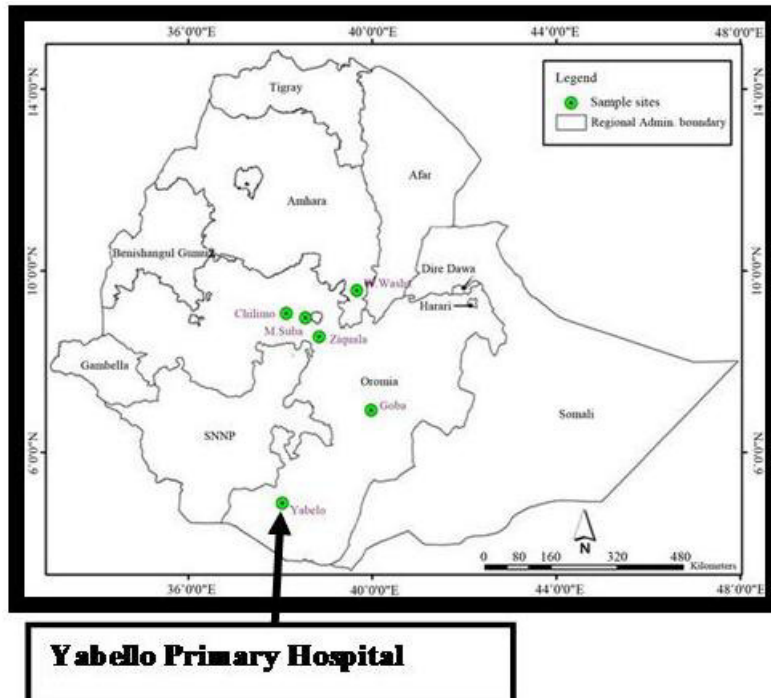 36°0'0"E 40°0'0"E 44°0'0"E 48°0'0"E
14°0'0"N
10°0'0"N
6°0'0"N
14°0'0"N
10°0'0"N
6°0'0"N
Legend
Sample sites
Regional Admin. boundary
Tigray
Afar
Amhara
Benishangul Gumuz
W.Washa
Dire Dawa
Harari
Chilimo
M.Suba
Zuquala
Gambella
Oromia
Goba
SNNP
Somali
Yabelo
N
0 80 160 320 480
Kilometers
36°0'0"E 40°0'0"E 44°0'0"E 48°0'0"E
Yabello Primary Hospital